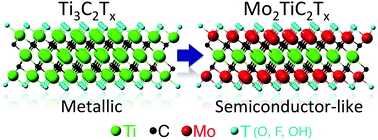 Ti₃C₂Tₓ
Mo₂TiC₂Tₓ
Metallic
Semiconductor-like
Ti C Mo T (O, F, OH)